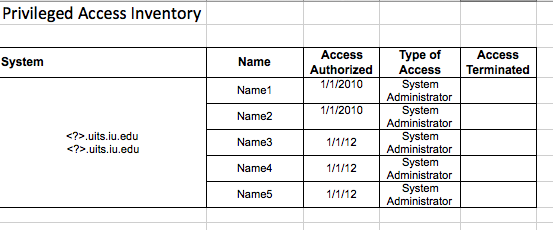 Privileged Access Inventory
System
Name
Access
Authorized
Type of
Access
Access
Terminated
Name1
1/1/2010
System
Administrator
Name2
1/1/2010
System
Administrator
<?>.uits.iu.edu
<?>.uits.iu.edu
Name3
1/1/12
System
Administrator
Name4
1/1/12
System
Administrator
Name5
1/1/12
System
Administrator